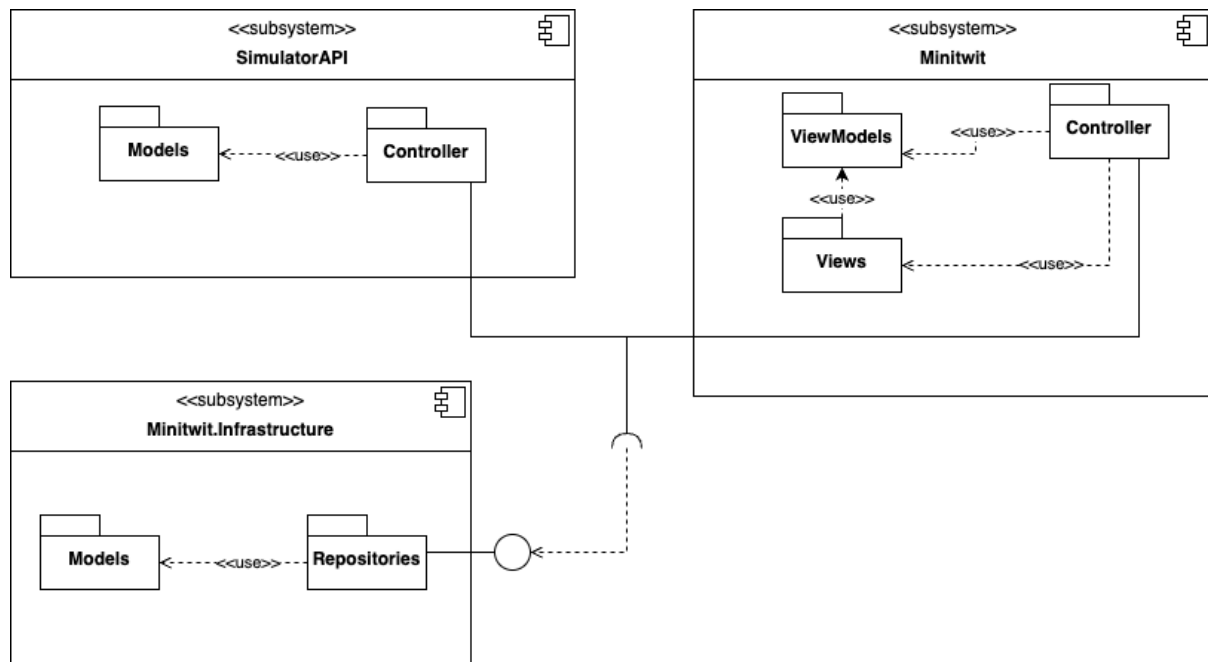 <<subsystem>>
SimulatorAPI
Models
<<use>>
Controller
<<subsystem>>
Minitwit
ViewModels
<<use>>
Controller
<<use>>
Views
<<use>>
<<subsystem>>
Minitwit.Infrastructure
Models
<<use>>
Repositories